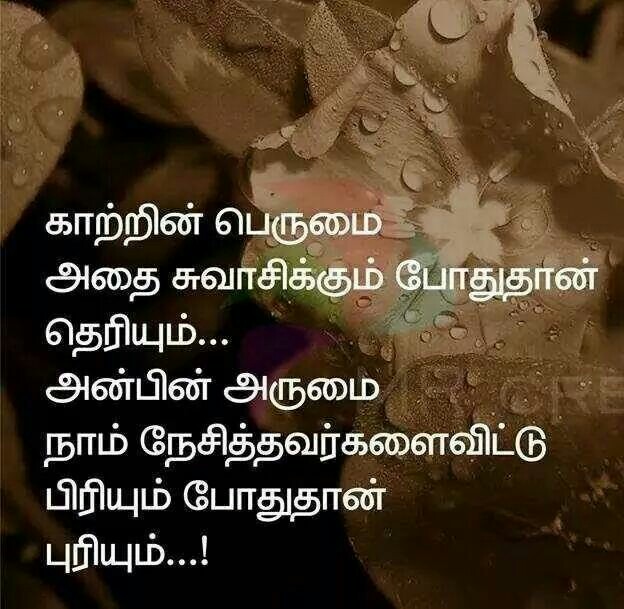 காற்றின் பெருமை
அதை சுவாசிக்கும் போதுதான்
தெரியும்...
அன்பின் அருமை
நாம் நேசித்தவர்களைவிட்டு
பிரியும் போதுதான்
புரியும்...!